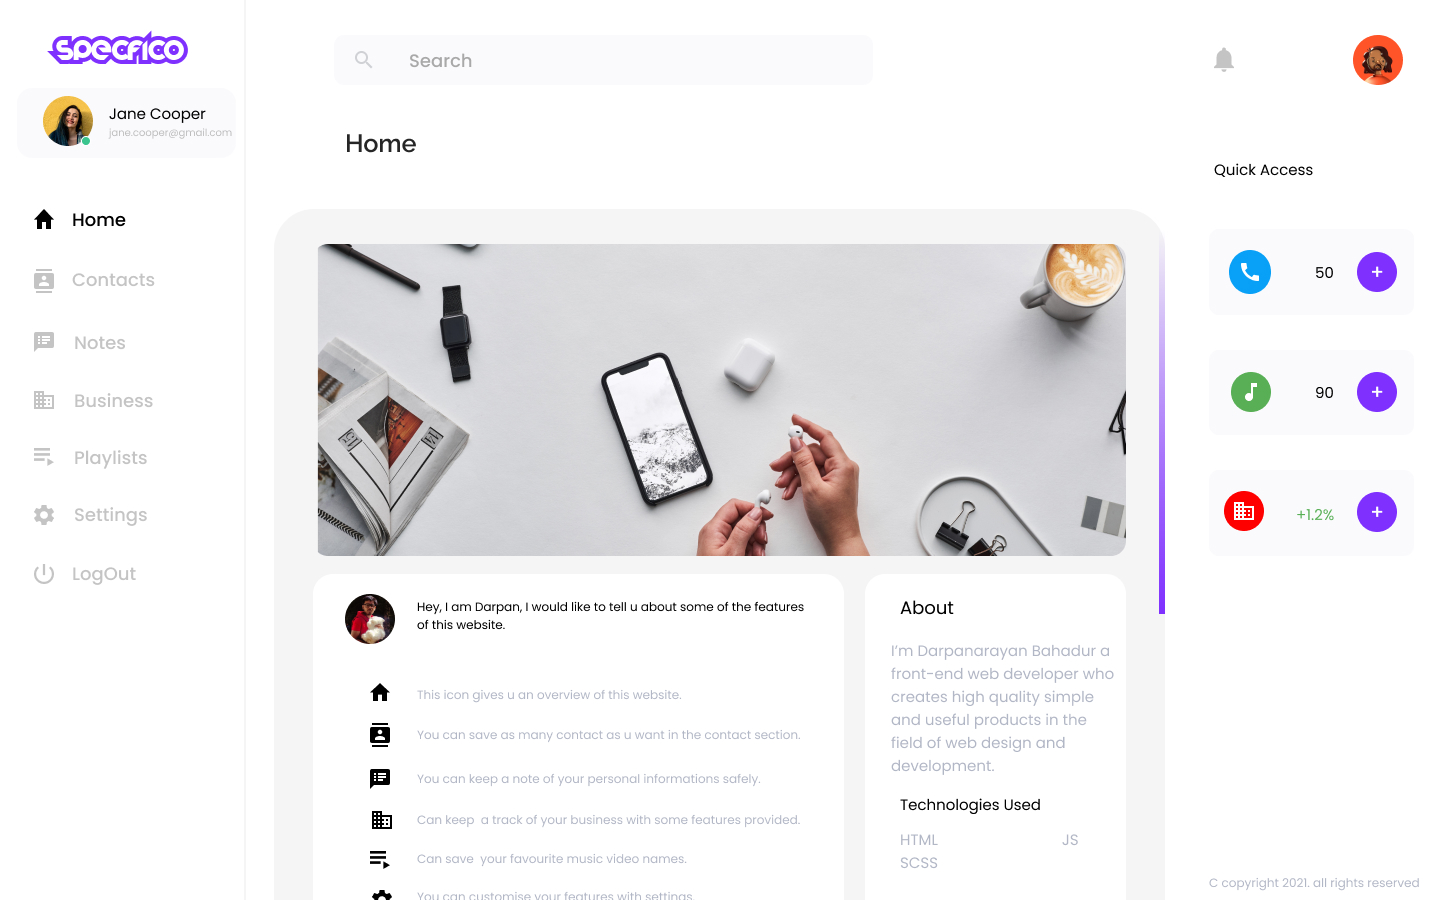 specfico
Jane Cooper
jane.cooper@gmail.com
Home
Contacts
Notes
Business
Playlists
Settings
LogOut
Search
Home
Hey, I am Darpan, I would like to tell u about some of the features
of this website.
This icon gives u an overview of this website.
You can save as many contact as u want in the contact section.
You can keep a note of your personal informations safely.
Can keep  a track of your business with some features provided.
Can save  your favourite music video names.
You can customise your features with settings
About
I'm Darpanarayan Bahadur a
front-end web developer who
creates high quality simple
and useful products in the
field of web design and
development.
Technologies Used
HTML JS
SCSS
Quick Access
50 +
90 +
+1.2% +
C copyright 2021. all rights reserved